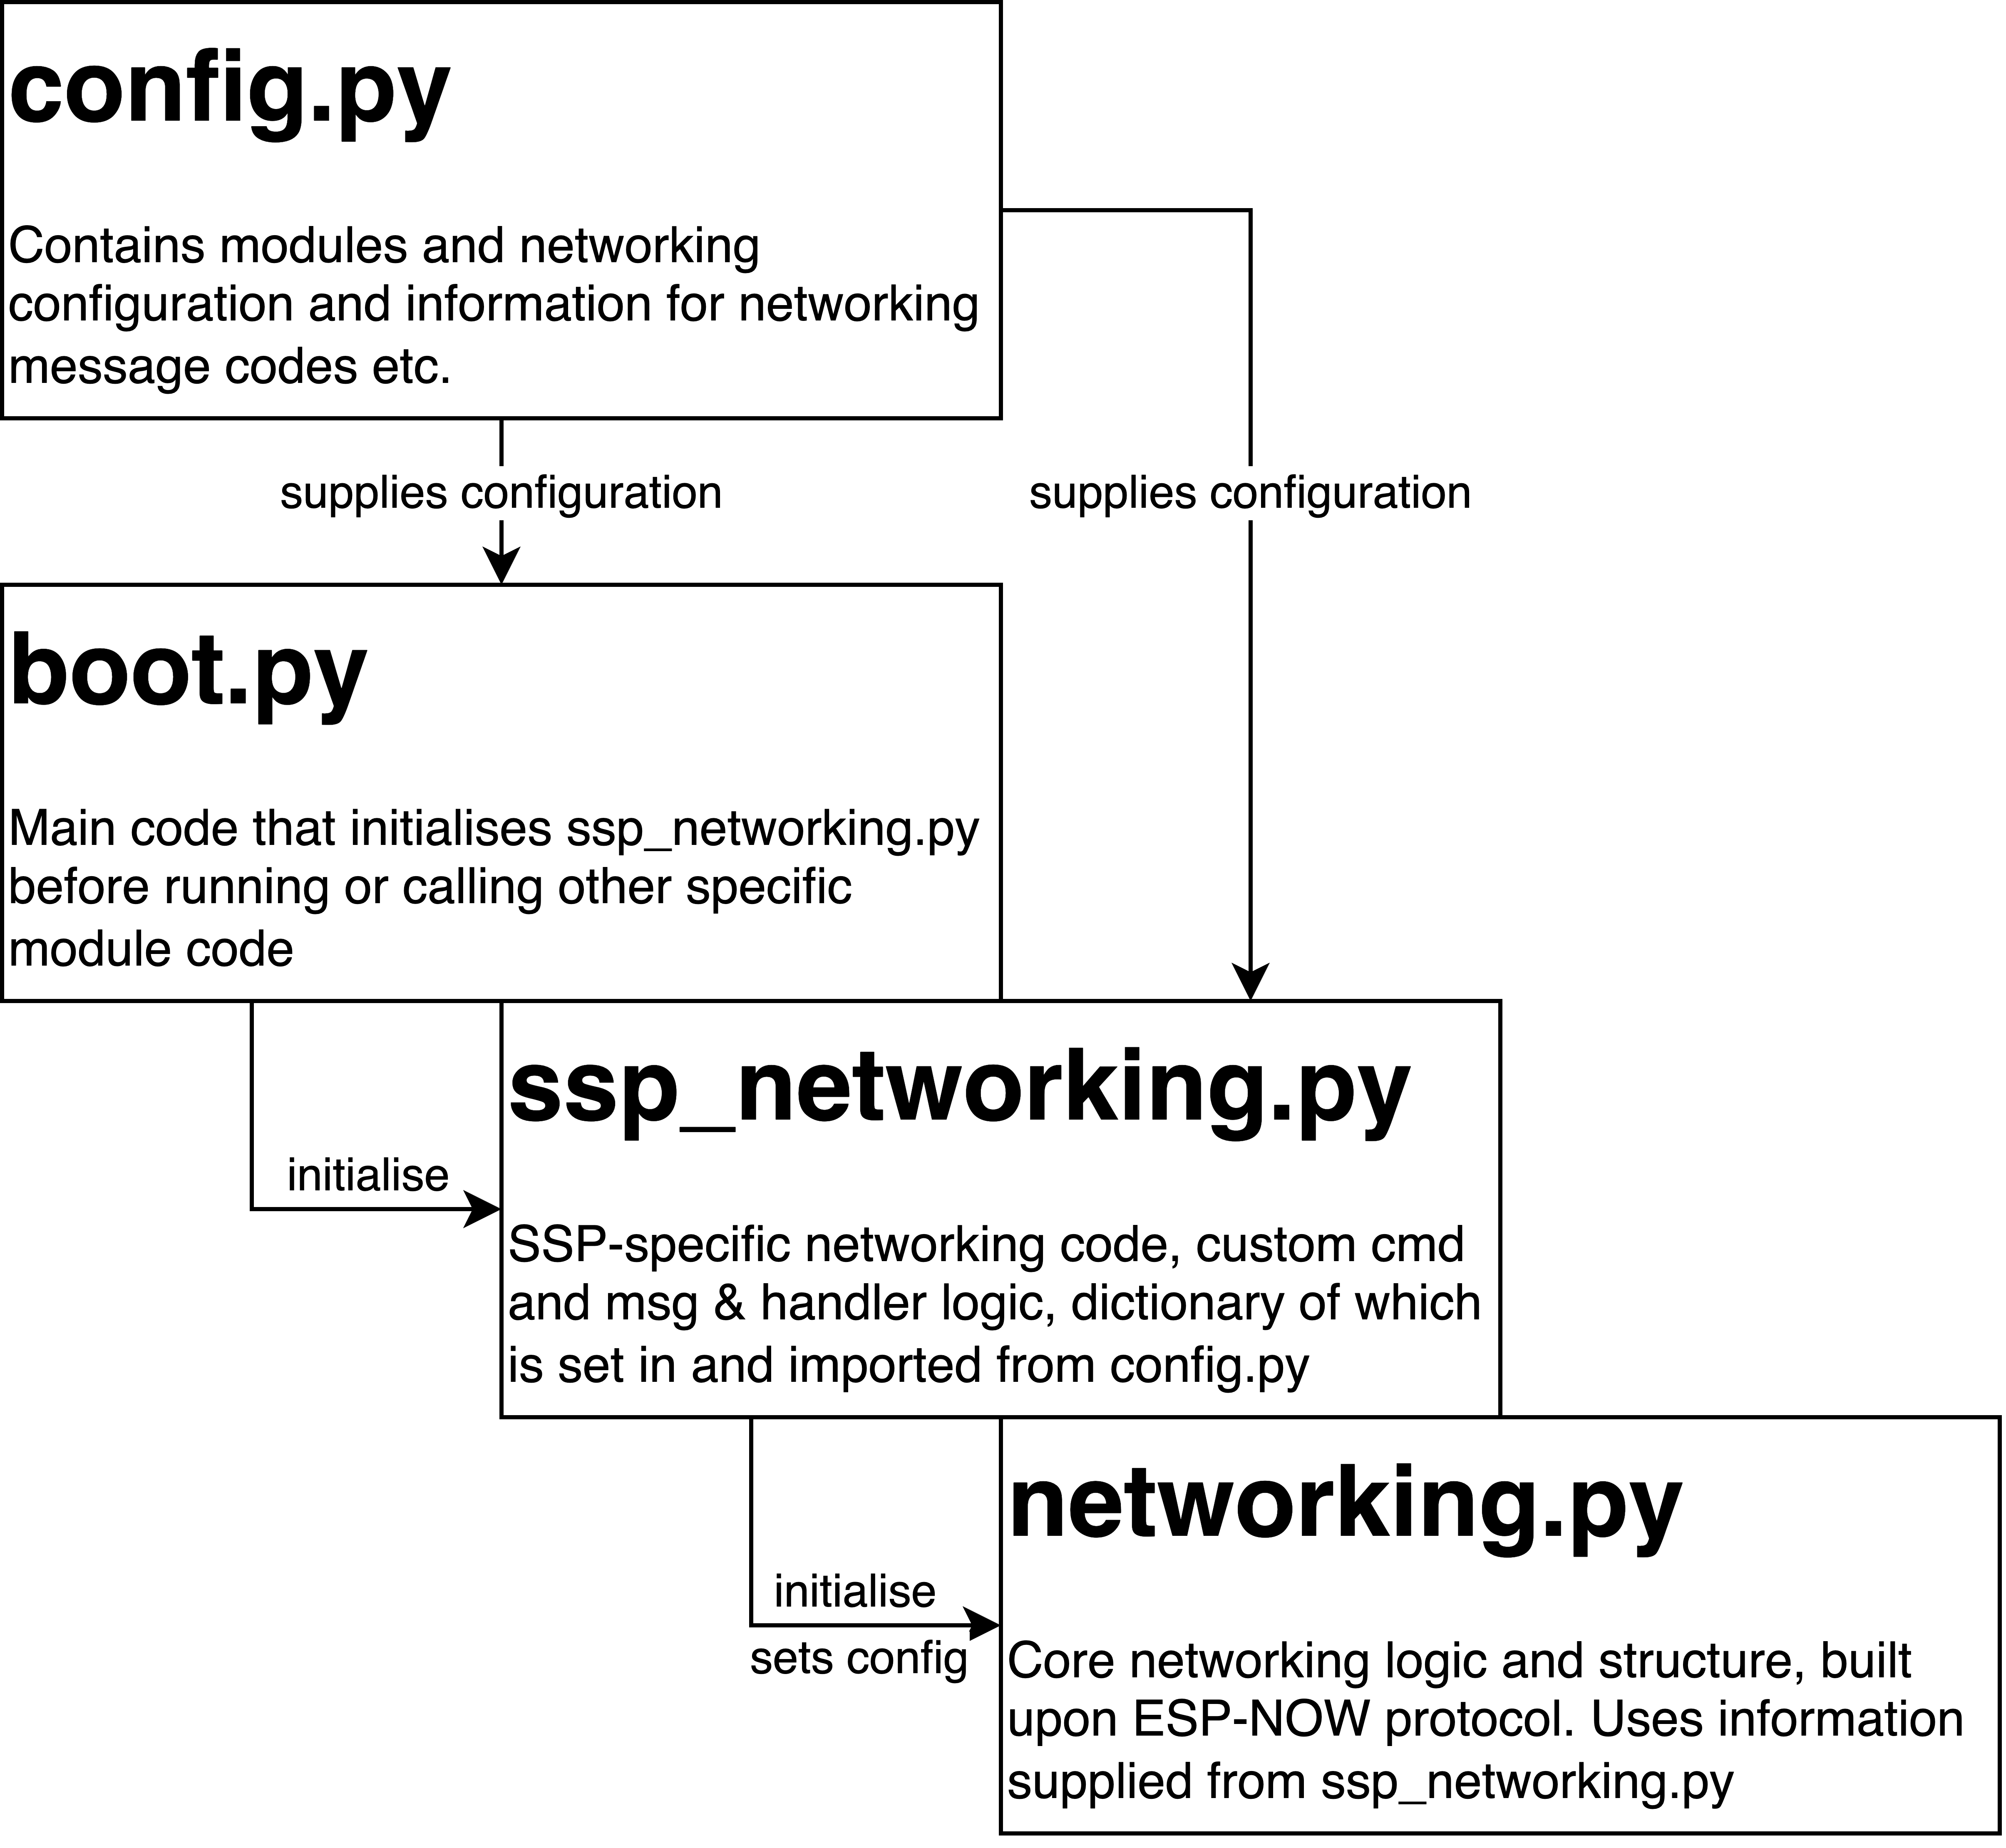 config.py
Contains modules and networking
configuration and information for networking
message codes etc.
supplies configuration
supplies configuration
boot.py
Main code that initialises ssp_networking.py
before running or calling other specific
module code
ssp_networking.py
initialise
SSP-specific networking code, custom cmd
and msg & handler logic, dictionary of which
is set in and imported from config.py
networking.py
initialise
sets config
Core networking logic and structure, built
upon ESP-NOW protocol. Uses information
supplied from ssp_networking.py